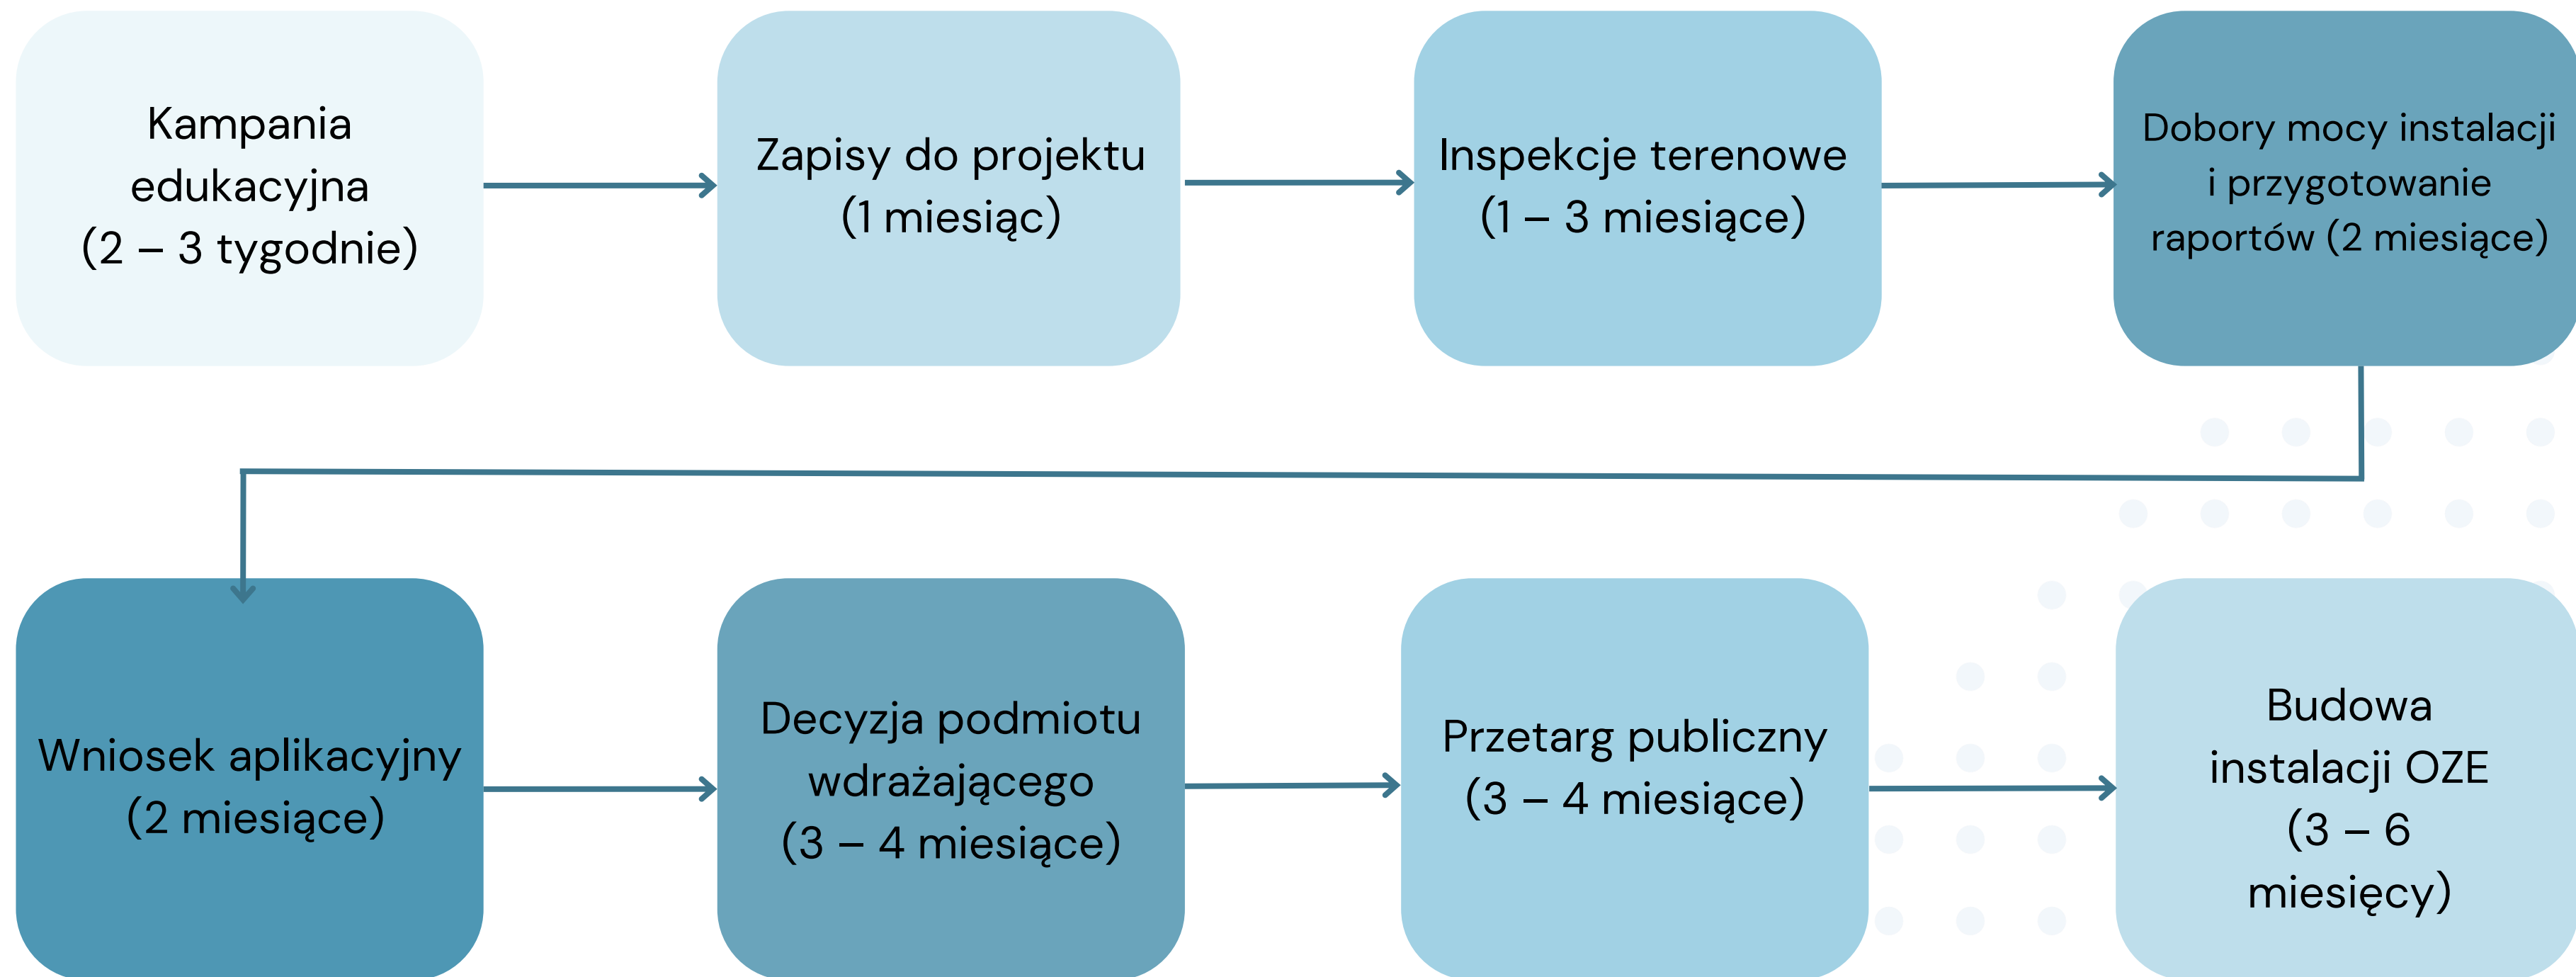 Kampania
edukacyjna
(2 – 3 tygodnie)
Zapisy do projektu
(1 miesiąc)
Inspekcje terenowe
(1 – 3 miesiące)
Dobory mocy instalacji
i przygotowanie
raportów (2 miesiące)
Wniosek aplikacyjny
(2 miesiące)
Decyzja podmiotu
wdrażającego
(3 – 4 miesiące)
Przetarg publiczny
(3 – 4 miesiące)
Budowa
instalacji OZE
(3 – 6
miesięcy)